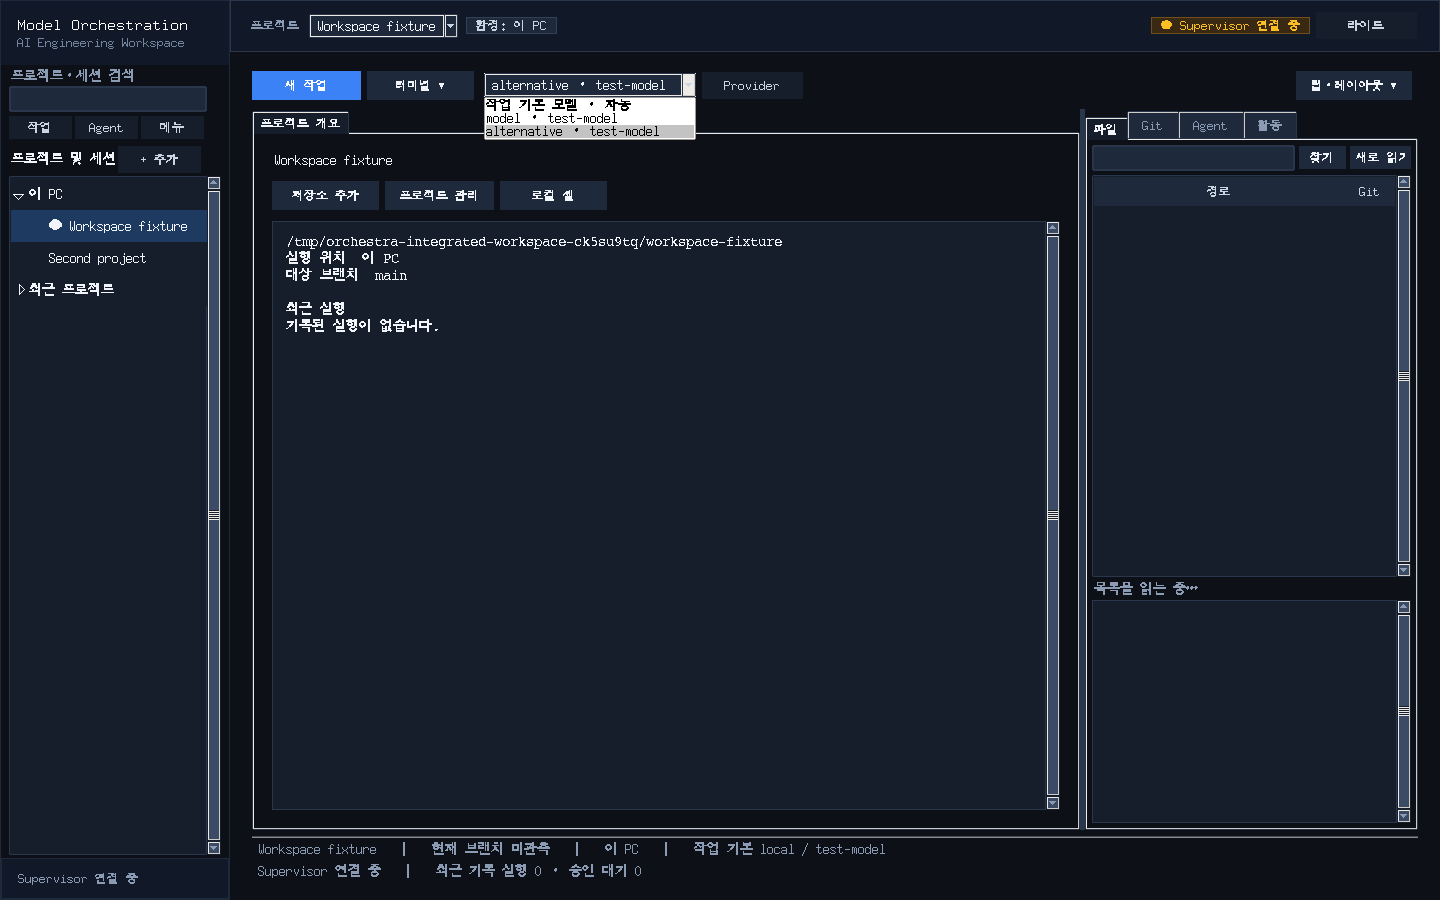 Model Orchestration
AI Engineering Workspace
프로젝트·세션 검색
작업 Agent 메뉴
프로젝트 및 세션 + 추가
이 PC
Workspace fixture
Second project
최근 프로젝트
Supervisor 연결 중
프로젝트 Workspace fixture 환경: 이 PC
Supervisor 연결 중 라이트
새 작업 터미널 ▼ alternative · test-model Provider
작업 기본 모델 · 자동
model · test-model
alternative · test-model
탭·레이아웃 ▼
프로젝트 개요
Workspace fixture
저장소 추가 프로젝트 관리 로컬 셸
/tmp/orchestra-integrated-workspace-ck5su9tq/workspace-fixture
실행 위치 이 PC
대상 브랜치 main
최근 실행
기록된 실행이 없습니다.
파일 Git Agent 활동
찾기 새로 읽기
경로 Git
목록을 읽는 중…
Workspace fixture | 현재 브랜치 미관측 | 이 PC | 작업 기본 local / test-model
Supervisor 연결 중 | 최근 기록 실행 0 · 승인 대기 0